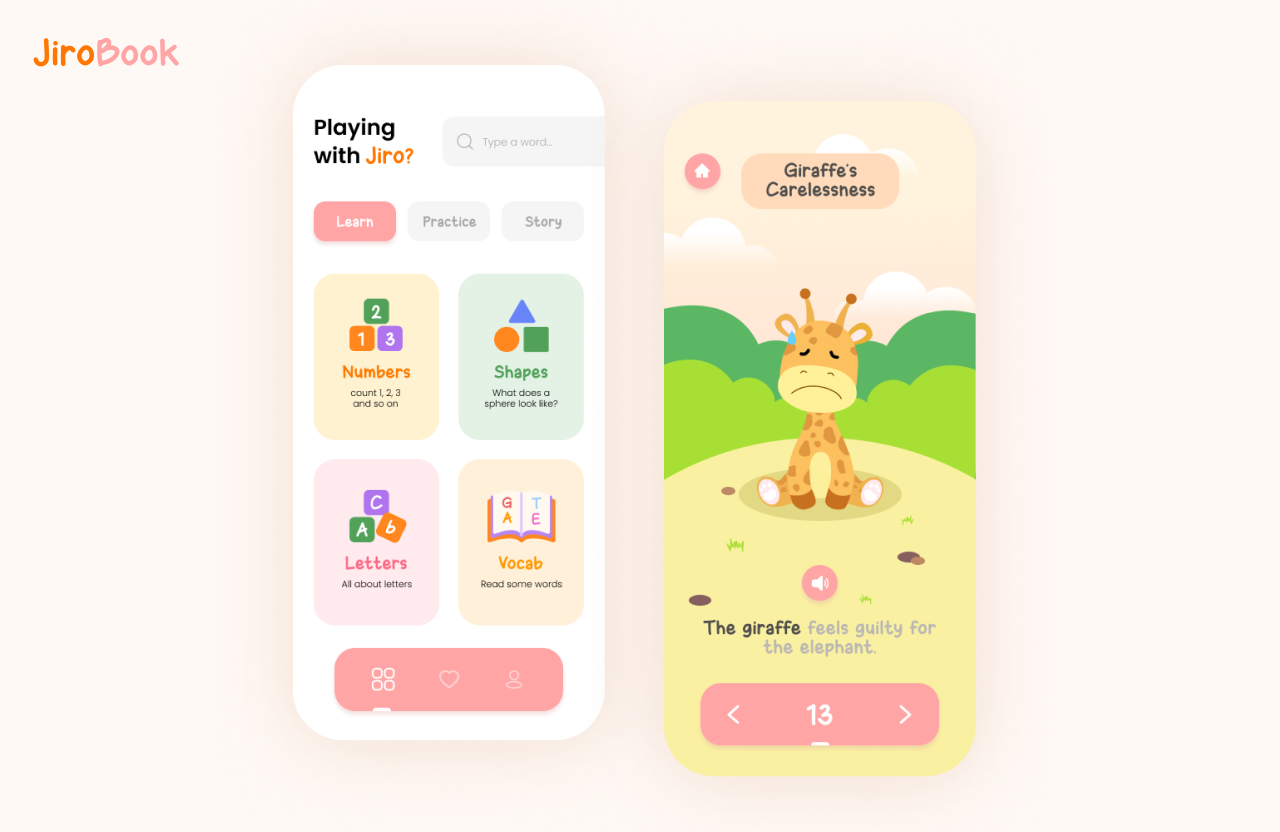 JiroBook
Playing
with Jiro?
Type a word...
Learn
Practice
Story
2
1 3
Numbers
count 1, 2, 3
and so on
Shapes
What does a
sphere look like?
C
A b
Letters
All about letters
G T
A E
Vocab
Read some words
Giraffe's
Carelessness
The giraffe feels guilty for
the elephant.
13